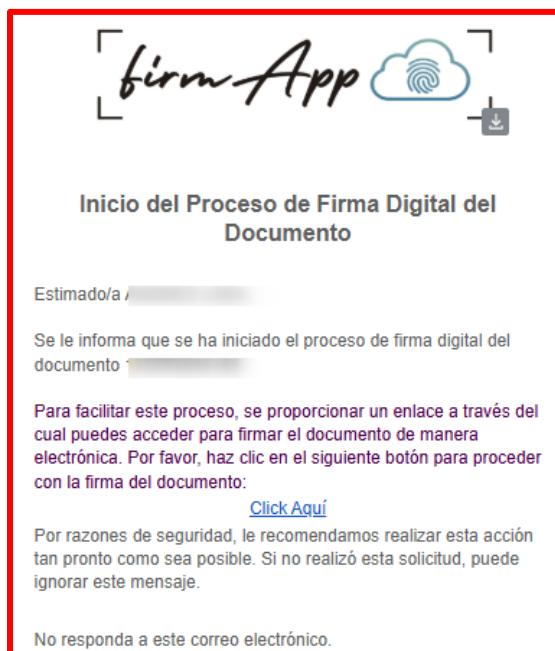 firmApp
Inicio del Proceso de Firma Digital del
Documento
Estimado/a
Se le informa que se ha iniciado el proceso de firma digital del
documento
Para facilitar este proceso, se proporcionar un enlace a través del
cual puedes acceder para firmar el documento de manera
electrónica. Por favor, haz clic en el siguiente botón para proceder
con la firma del documento:
Click Aquí
Por razones de seguridad, le recomendamos realizar esta acción
tan pronto como sea posible. Si no realizó esta solicitud, puede
ignorar este mensaje.
No responda a este correo electrónico.